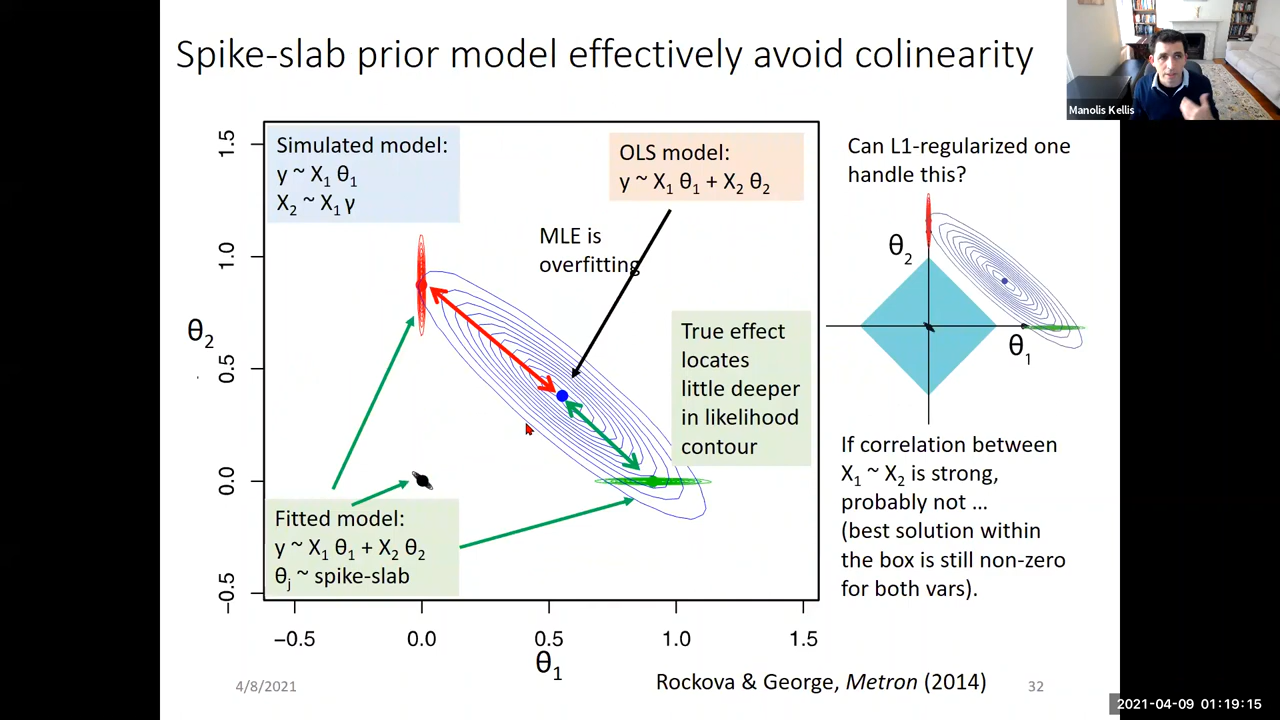 Spike-slab prior model effectively avoid colinearity
Manolis Kellis
Simulated model:
y ~ X₁ θ₁
X₂ ~ X₁ γ
OLS model:
y ~ X₁ θ₁ + X₂ θ₂
MLE is
overfitting
True effect
locates
little deeper
in likelihood
contour
Fitted model:
y ~ X₁ θ₁ + X₂ θ₂
θⱼ ~ spike-slab
θ₂
1.5
1.0
0.5
0.0
−0.5
−0.5
0.0
0.5
1.0
1.5
θ₁
Can L1-regularized one
handle this?
θ₂
θ₁
If correlation between
X₁ ~ X₂ is strong,
probably not …
(best solution within
the box is still non-zero
for both vars).
4/8/2021
Rockova & George, Metron (2014)
32
2021-04-09 01:19:15